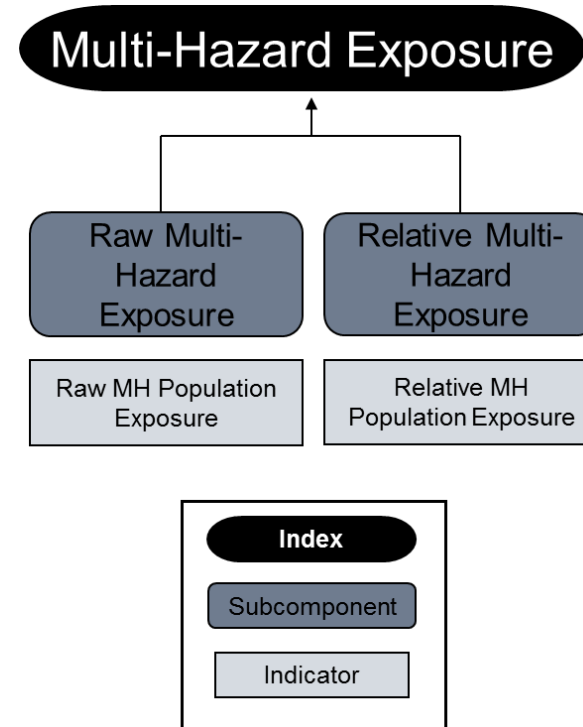 Multi-Hazard Exposure
Raw Multi-
Hazard
Exposure
Relative Multi-
Hazard
Exposure
Raw MH Population
Exposure
Relative MH
Population Exposure
Index
Subcomponent
Indicator